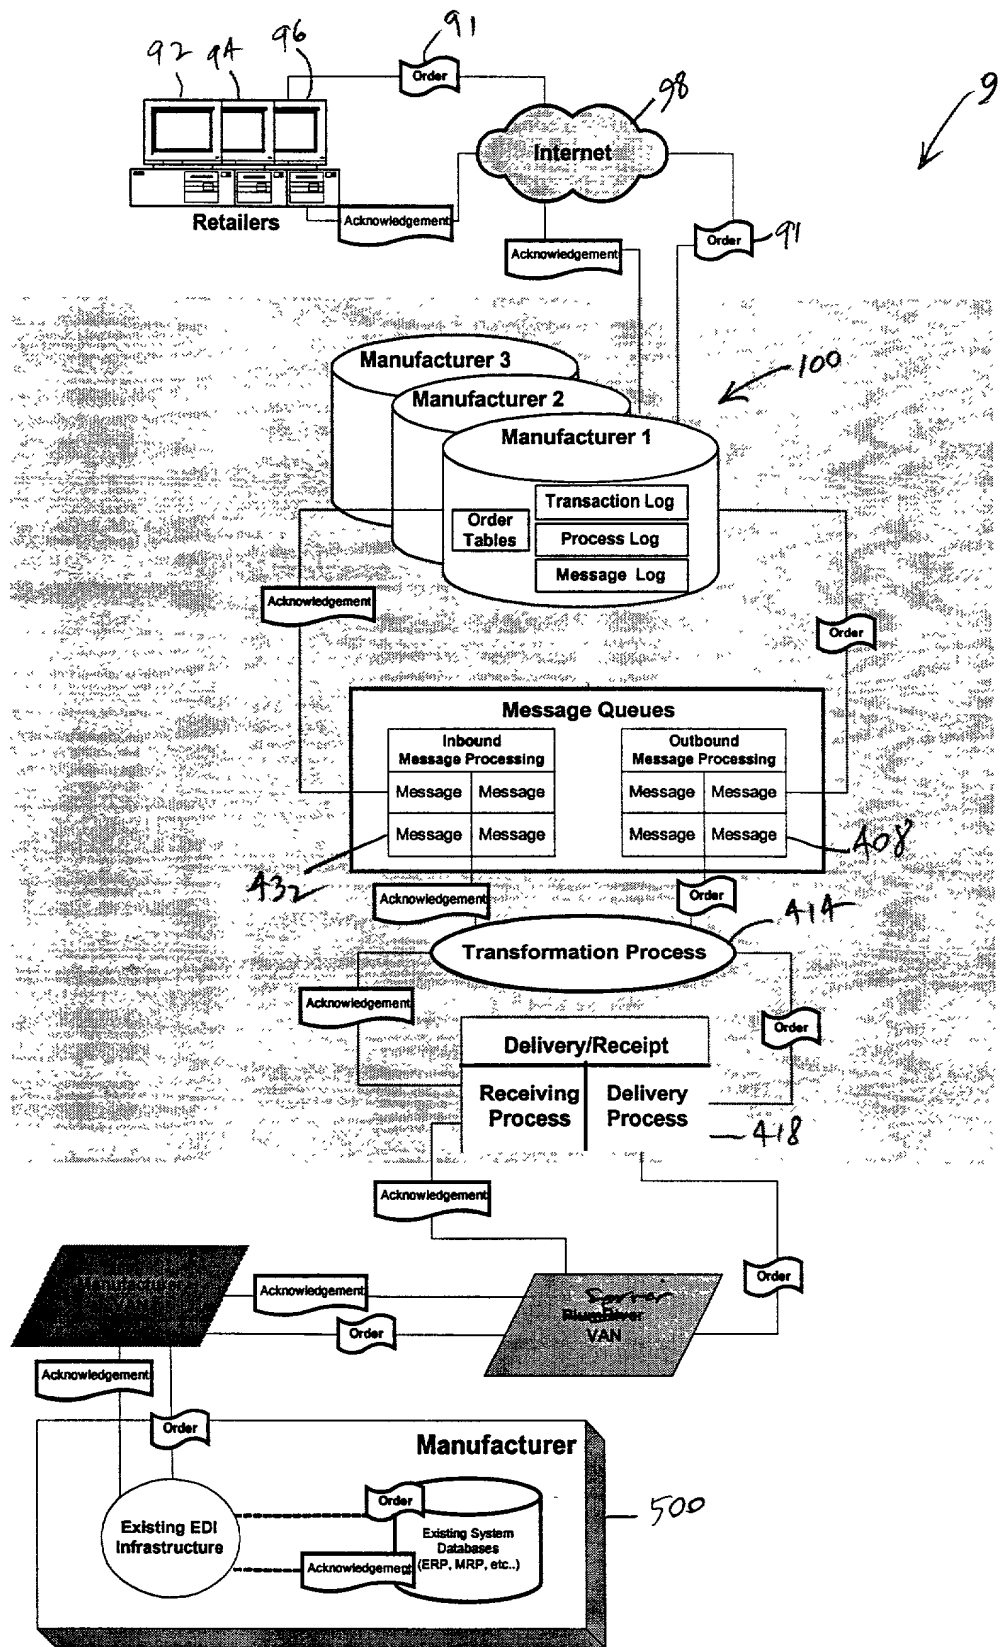 92
94
96
91
Order
98
9
Internet
Retailers
Acknowledgement
Acknowledgement
Order
91
Manufacturer 3
Manufacturer 2
Manufacturer 1
100
Transaction Log
Order
Tables
Process Log
Message Log
Acknowledgement
Order
Message Queues
Inbound
Message Processing
Outbound
Message Processing
Message Message
Message Message
Message Message
Message Message
408
432
Acknowledgement
Order
414
Transformation Process
Acknowledgement
Order
Delivery/Receipt
Receiving
Process
Delivery
Process
418
Acknowledgement
Order
Manufacturer
Acknowledgement
Server
VAN
Order
Acknowledgement
Order
Manufacturer
500
Order
Existing EDI
Infrastructure
Existing System
Databases
(ERP, MRP, etc..)
Acknowledgement